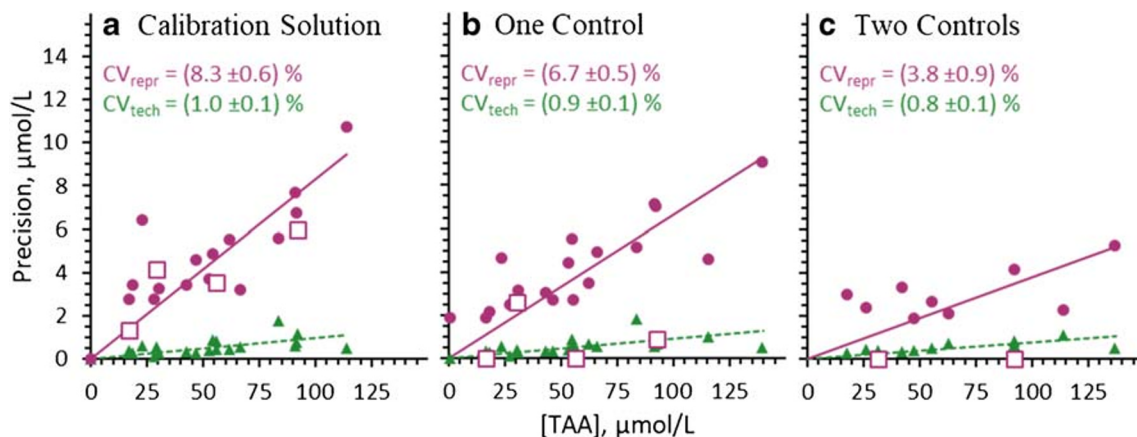 a Calibration Solution
CVrepr = (8.3 ±0.6) %
CVtech = (1.0 ±0.1) %
b One Control
CVrepr = (6.7 ±0.5) %
CVtech = (0.9 ±0.1) %
c Two Controls
CVrepr = (3.8 ±0.9) %
CVtech = (0.8 ±0.1) %
Precision, µmol/L
14
12
10
8
6
4
2
0
0 25 50 75 100 125
0 25 50 75 100 125
0 25 50 75 100 125
[TAA], µmol/L